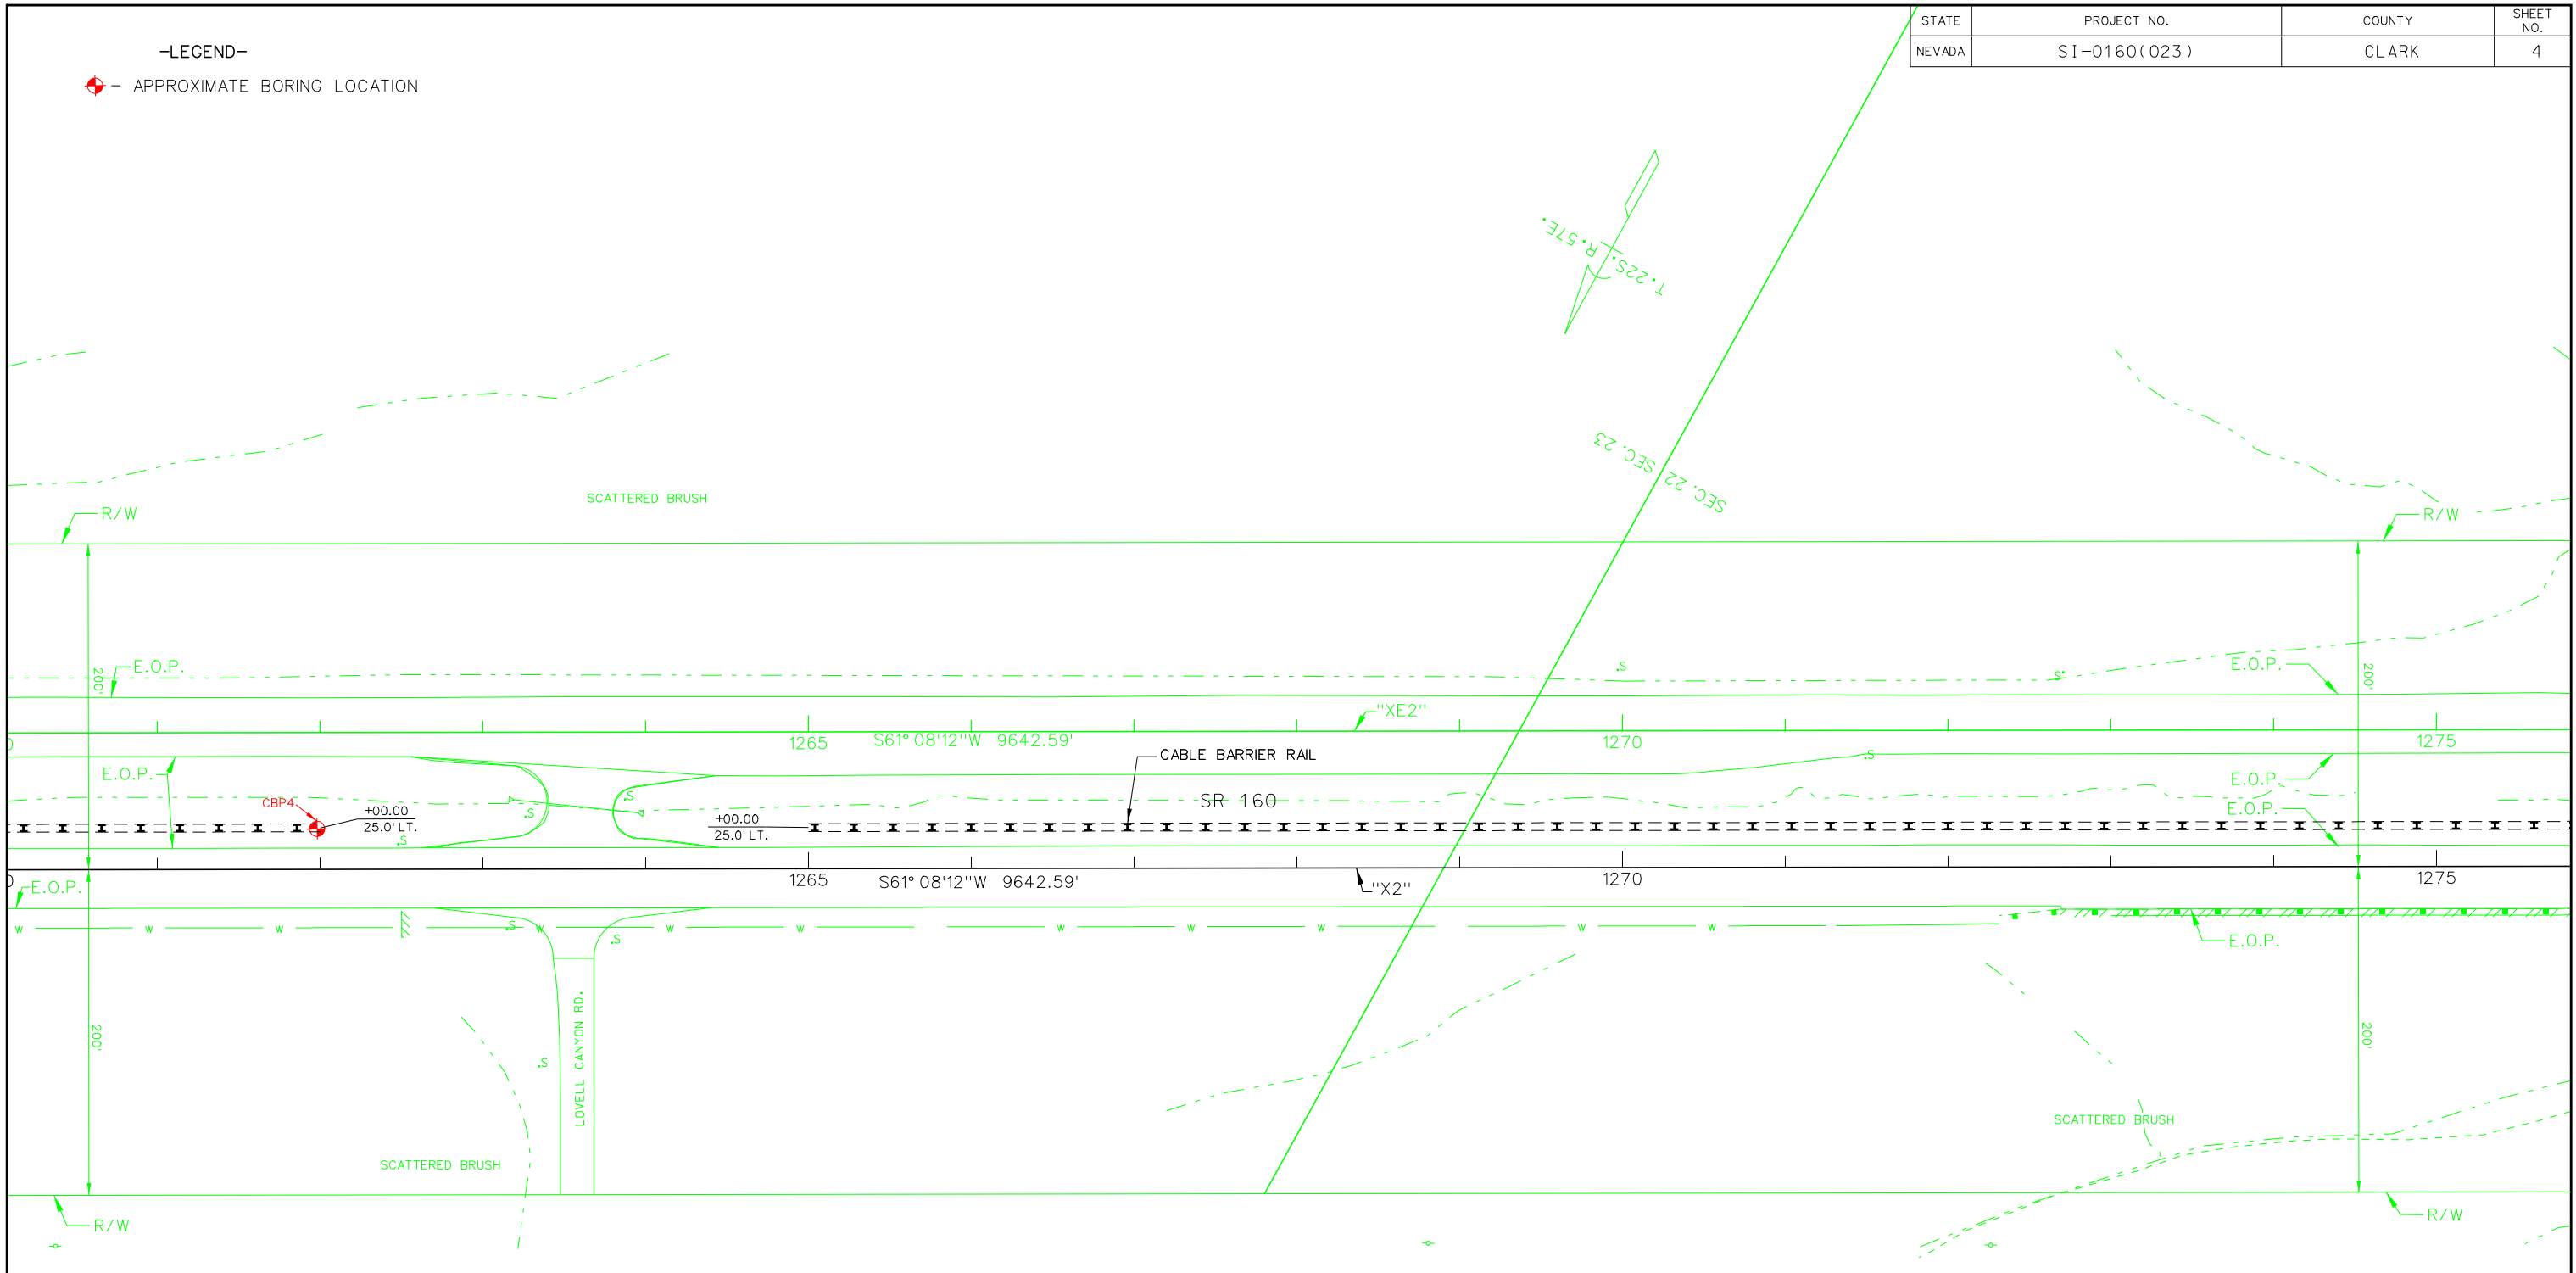 -LEGEND-
- APPROXIMATE BORING LOCATION
STATE PROJECT NO. COUNTY SHEET NO.
NEVADA SI-0160(023) CLARK 4
T. 22S. R. 57E.
SEC. 22 SEC. 23
SCATTERED BRUSH
R/W
R/W
200'
E.O.P.
.S
S
E.O.P.
200'
"XE2"
1265 S61°08'12"W 9642.59' 1270 1275
CABLE BARRIER RAIL
.S
E.O.P.
E.O.P.
CBP4
+00.00
25.0' LT.
.S
.S
.S
+00.00
25.0' LT.
SR 160
E.O.P.
1265 S61°08'12"W 9642.59' "X2" 1270 1275
E.O.P.
W W W .S W .S W W W W W W W
E.O.P.
200'
.S
LOVELL CANYON RD.
200'
SCATTERED BRUSH
SCATTERED BRUSH
R/W
R/W